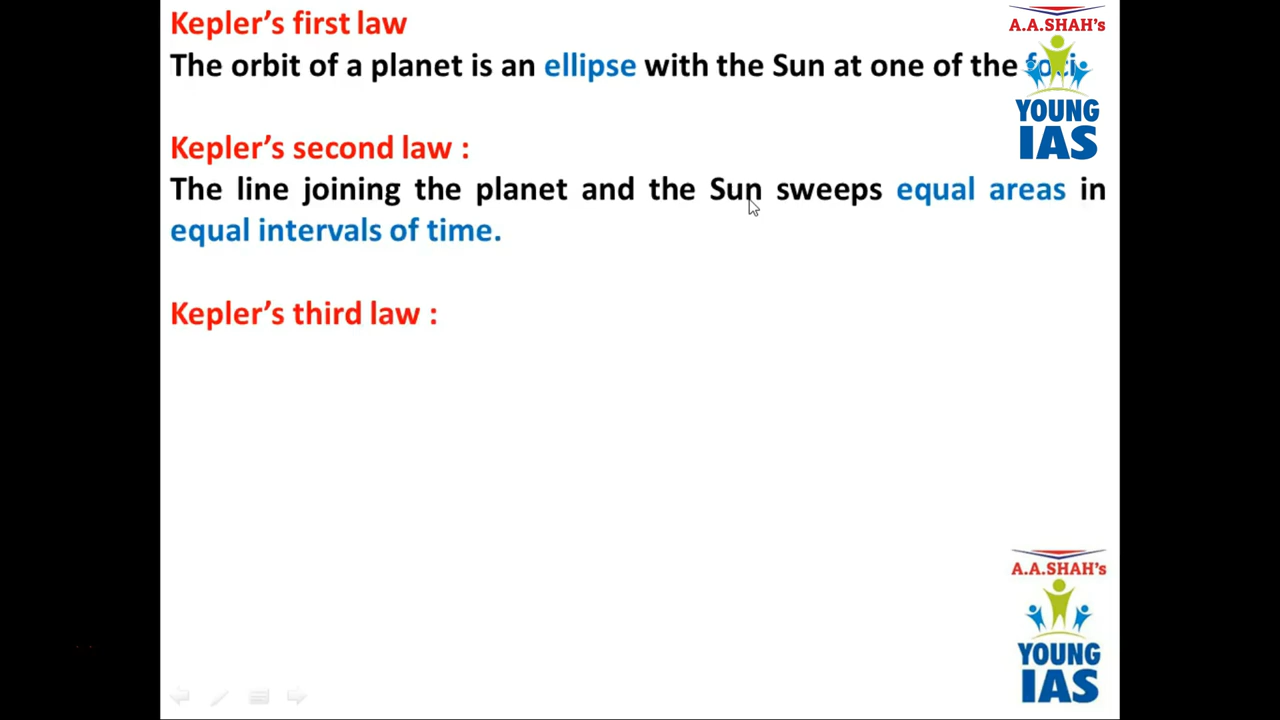 Kepler's first law
The orbit of a planet is an ellipse with the Sun at one of the foci.
Kepler's second law :
The line joining the planet and the Sun sweeps equal areas in
equal intervals of time.
Kepler's third law :
A.A.SHAH's
YOUNG
IAS
A.A.SHAH's
YOUNG
IAS